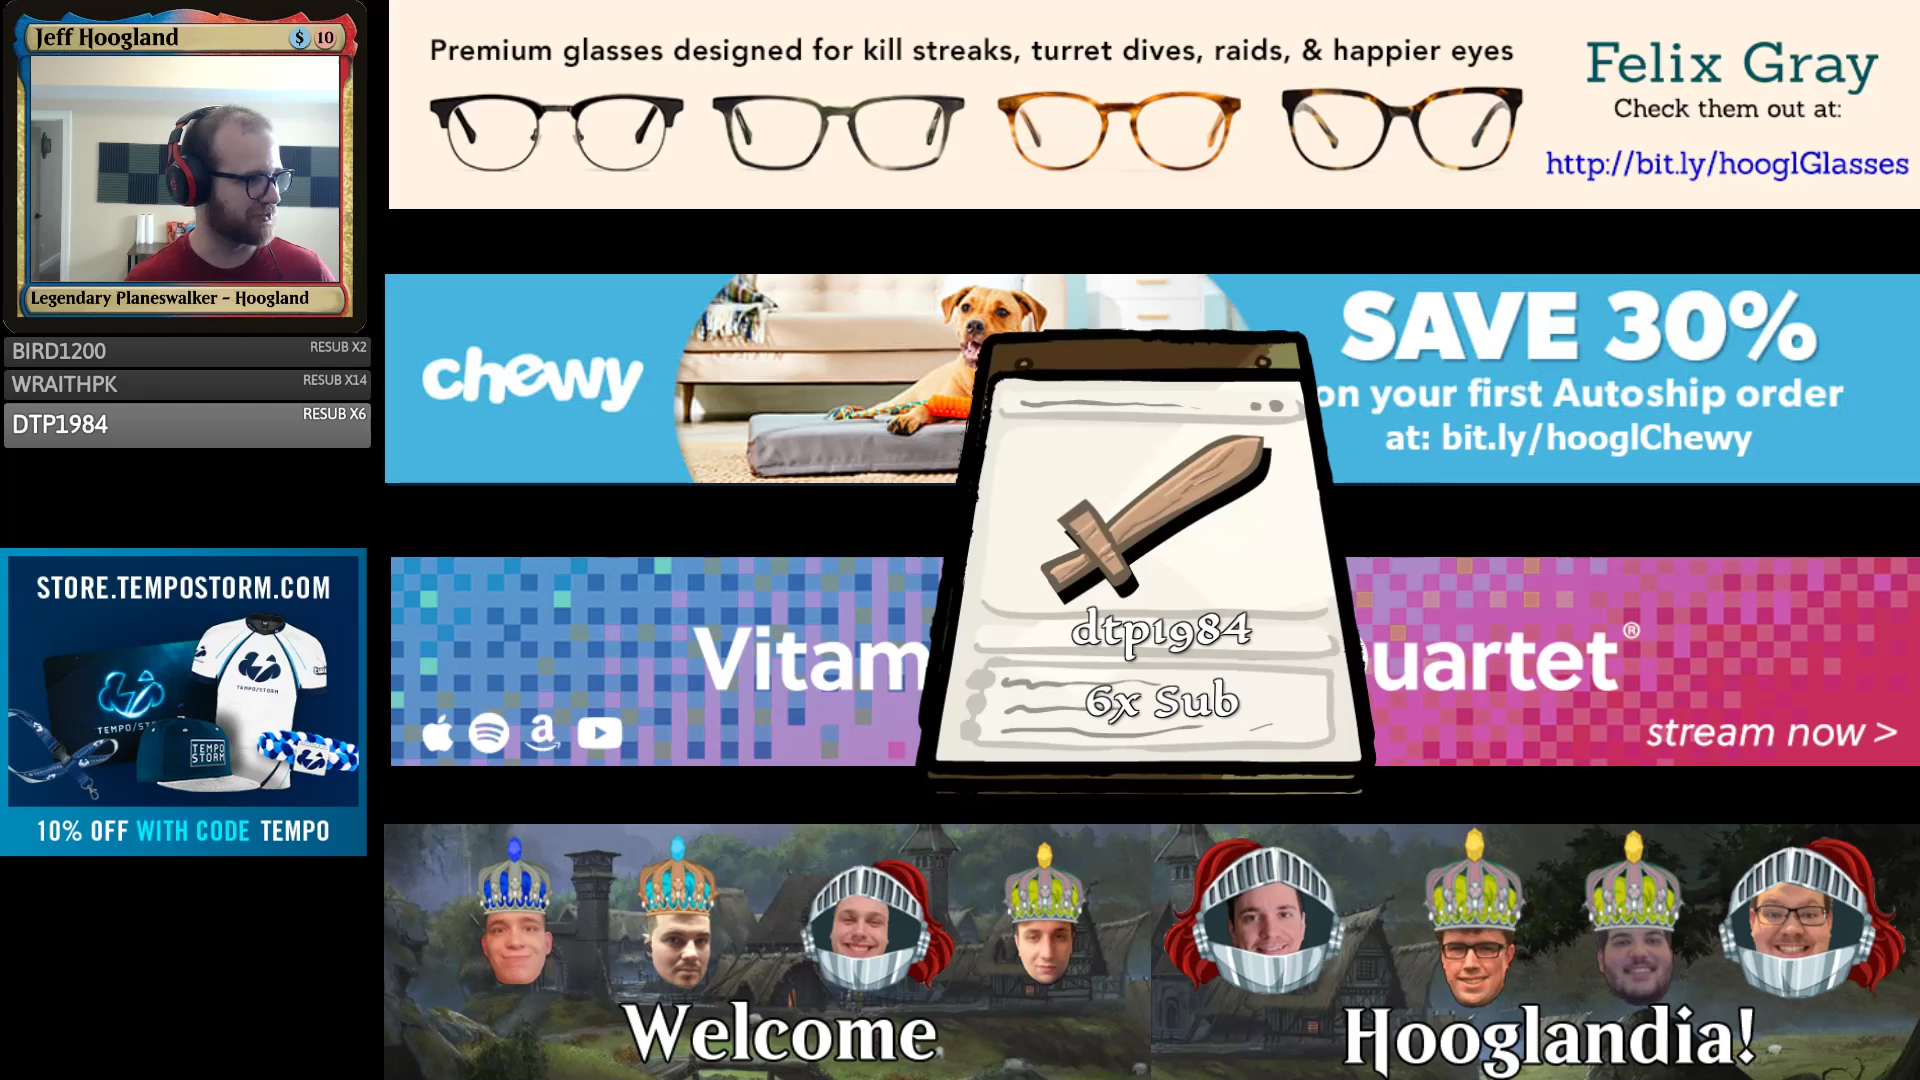 Jeff Hoogland
$ 10
Legendary Planeswalker - Hoogland
BIRD1200 RESUB X2
WRAITHPK RESUB X14
DTP1984 RESUB X6
STORE.TEMPOSTORM.COM
TEMPO/STORM
TEMPO
STORM
10% OFF WITH CODE TEMPO
Premium glasses designed for kill streaks, turret dives, raids, & happier eyes
Felix Gray
Check them out at:
http://bit.ly/hooglGlasses
chewy
SAVE 30%
on your first Autoship order
at: bit.ly/hooglChewy
Vitam
uartet®
stream now >
dtp1984
6x Sub
Welcome
Hooglandia!